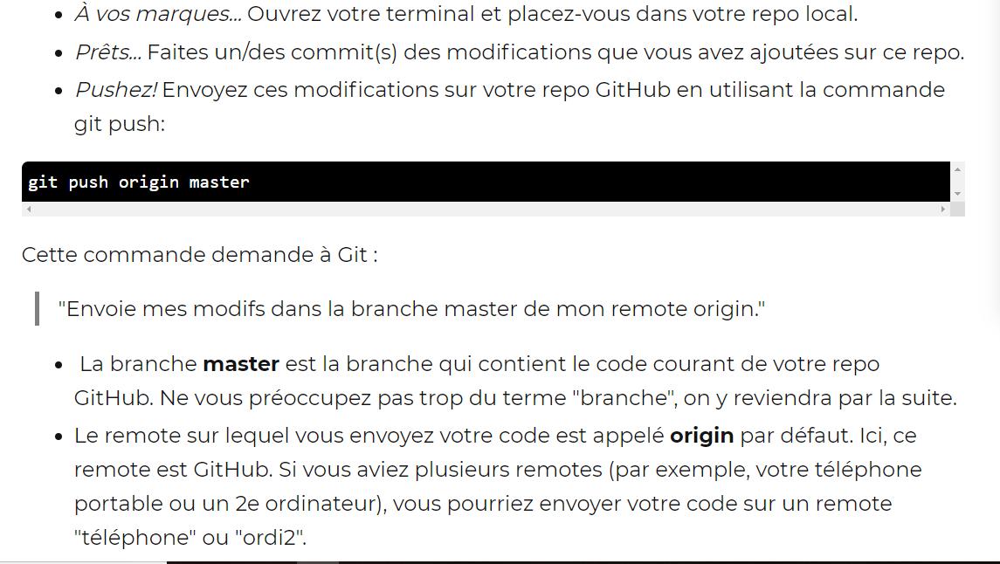 • À vos marques... Ouvrez votre terminal et placez-vous dans votre repo local.
• Prêts... Faites un/des commit(s) des modifications que vous avez ajoutées sur ce repo.
• Pushez! Envoyez ces modifications sur votre repo GitHub en utilisant la commande
git push:
git push origin master
Cette commande demande à Git :
"Envoie mes modifs dans la branche master de mon remote origin."
• La branche master est la branche qui contient le code courant de votre repo
GitHub. Ne vous préoccupez pas trop du terme "branche", on y reviendra par la suite.
• Le remote sur lequel vous envoyez votre code est appelé origin par défaut. Ici, ce
remote est GitHub. Si vous aviez plusieurs remotes (par exemple, votre téléphone
portable ou un 2e ordinateur), vous pourriez envoyer votre code sur un remote
"téléphone" ou "ordi2".